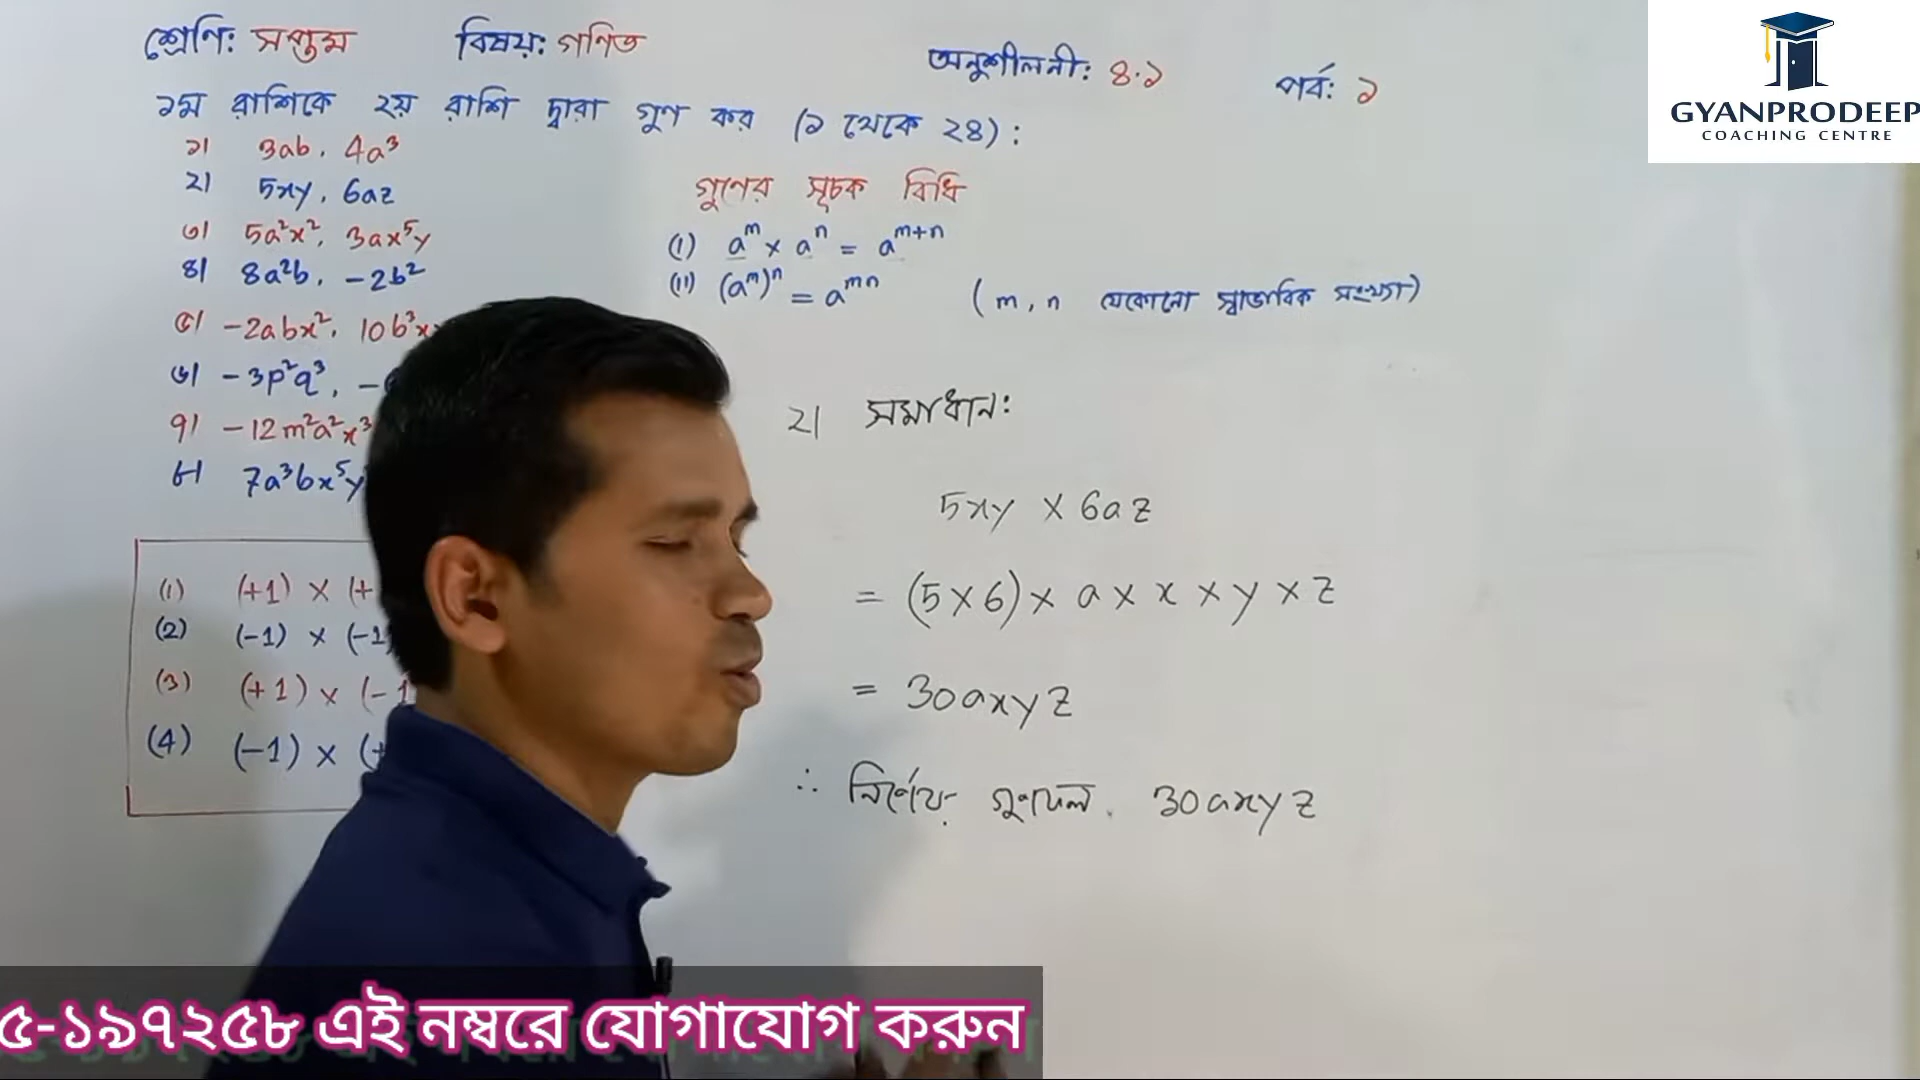 শ্রেণি: সপ্তম বিষয়: গণিত অনুশীলনী: ৪.১ পর্ব: ১
GYANPRODEEP
COACHING CENTRE
১ম রাশিকে ২য় রাশি দ্বারা গুণ কর (১ থেকে ২৪):
১। 3ab, 4a³
২। 5xy, 6az
৩। 5a²x², 3ax⁵y
৪। 8a²b, -2b²
৫। -2abx², 10b³x
৬। -3p²q³, -
৭। -12m²a²x³
৮। 7a³bx⁵y
গুণের সূচক বিধি
(i) aᵐ × aⁿ = aᵐ⁺ⁿ
(ii) (aᵐ)ⁿ = aᵐⁿ (m, n যেকোনো স্বাভাবিক সংখ্যা)
(1) (+1) × (+
(2) (-1) × (-1
(3) (+1) × (-1
(4) (-1) × (+
২। সমাধান:
5xy × 6az
= (5×6) × a × x × y × z
= 30axyz
∴ নির্ণেয় গুণফল 30axyz
৫-১৯৭২৫৮ এই নম্বরে যোগাযোগ করুন